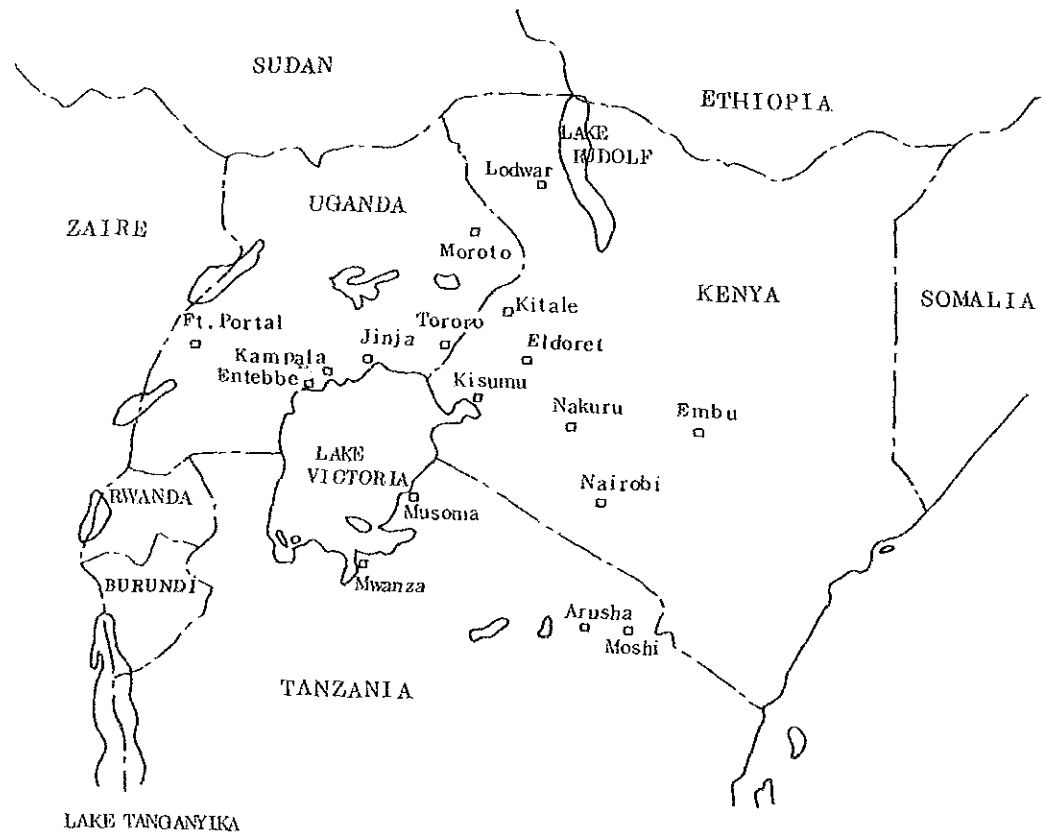 SUDAN
ETHIOPIA
LAKE
RUDOLF
Lodwar
UGANDA
ZAIRE
Moroto
KENYA
SOMALIA
Kitale
Ft. Portal
Tororo
Jinja
Eldoret
Kampala
Entebbe
Kisumu
Nakuru
Embu
LAKE
VICTORIA
RWANDA
Nairobi
Musoma
BURUNDI
Mwanza
Arusha
Moshi
TANZANIA
LAKE TANGANYIKA